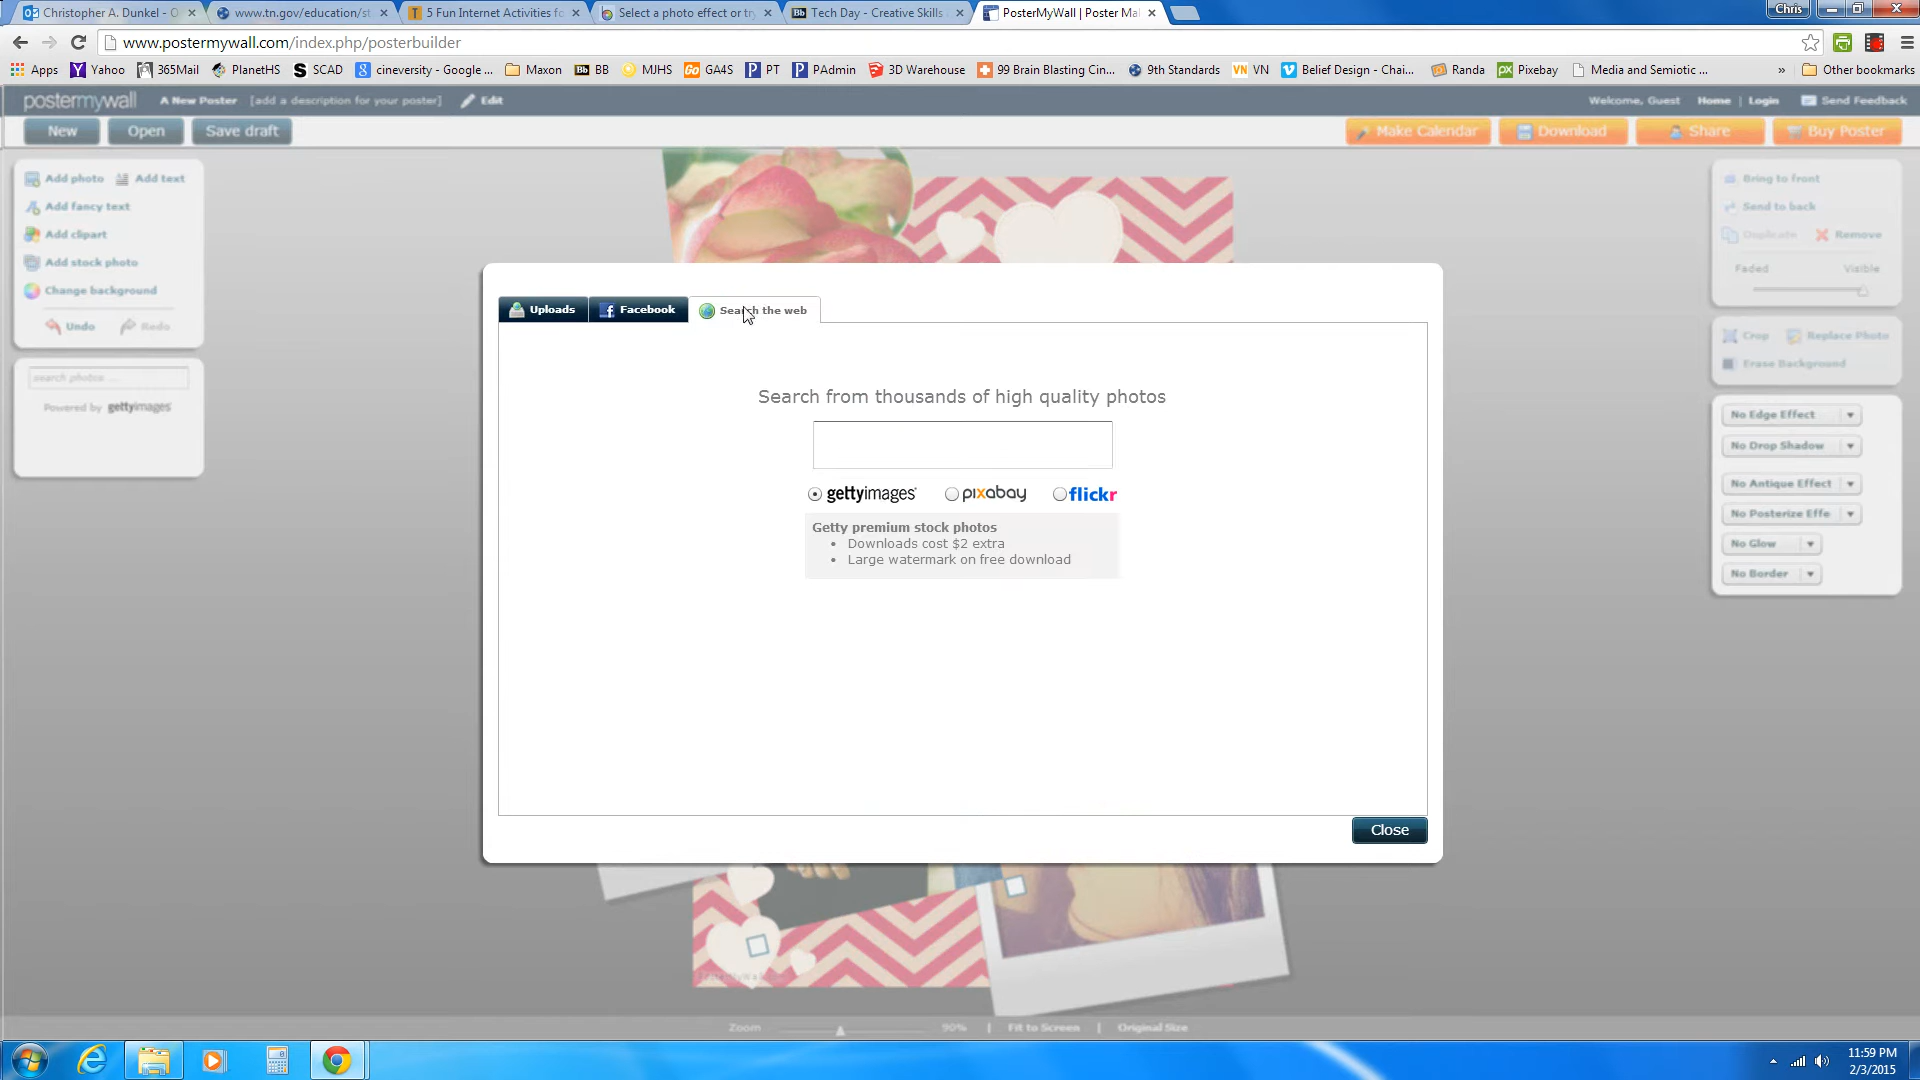 Christopher A. Dunkel - O
www.tn.gov/education/st
5 Fun Internet Activities fo
Select a photo effect or try
Tech Day - Creative Skills
PosterMyWall | Poster Ma
Chris
www.postermywall.com/index.php/posterbuilder
Apps
Yahoo
365Mail
PlanetHS
SCAD
cineversity - Google ...
Maxon
BB
MJHS
GA4S
PT
PAdmin
3D Warehouse
99 Brain Blasting Cin...
9th Standards
VN
Belief Design - Chai...
Randa
Pixebay
Media and Semiotic ...
»
Other bookmarks
postermywall
A New Poster
[add a description for your poster]
Edit
Welcome, Guest
Home | Login
Send Feedback
New
Open
Save draft
Make Calendar
Download
Share
Buy Poster
Add photo
Add text
Add fancy text
Add clipart
Add stock photo
Change background
Undo
Redo
search photos ...
Powered by gettyimages
Uploads
Facebook
Search the web
Search from thousands of high quality photos
gettyimages
pixabay
flickr
Getty premium stock photos
• Downloads cost $2 extra
• Large watermark on free download
Close
Bring to front
Send to back
Duplicate
Remove
Faded
Visible
Crop
Replace Photo
Erase Background
No Edge Effect
No Drop Shadow
No Antique Effect
No Posterize Effe
No Glow
No Border
Zoom
90%
| Fit to Screen | Original Size
11:59 PM
2/3/2015